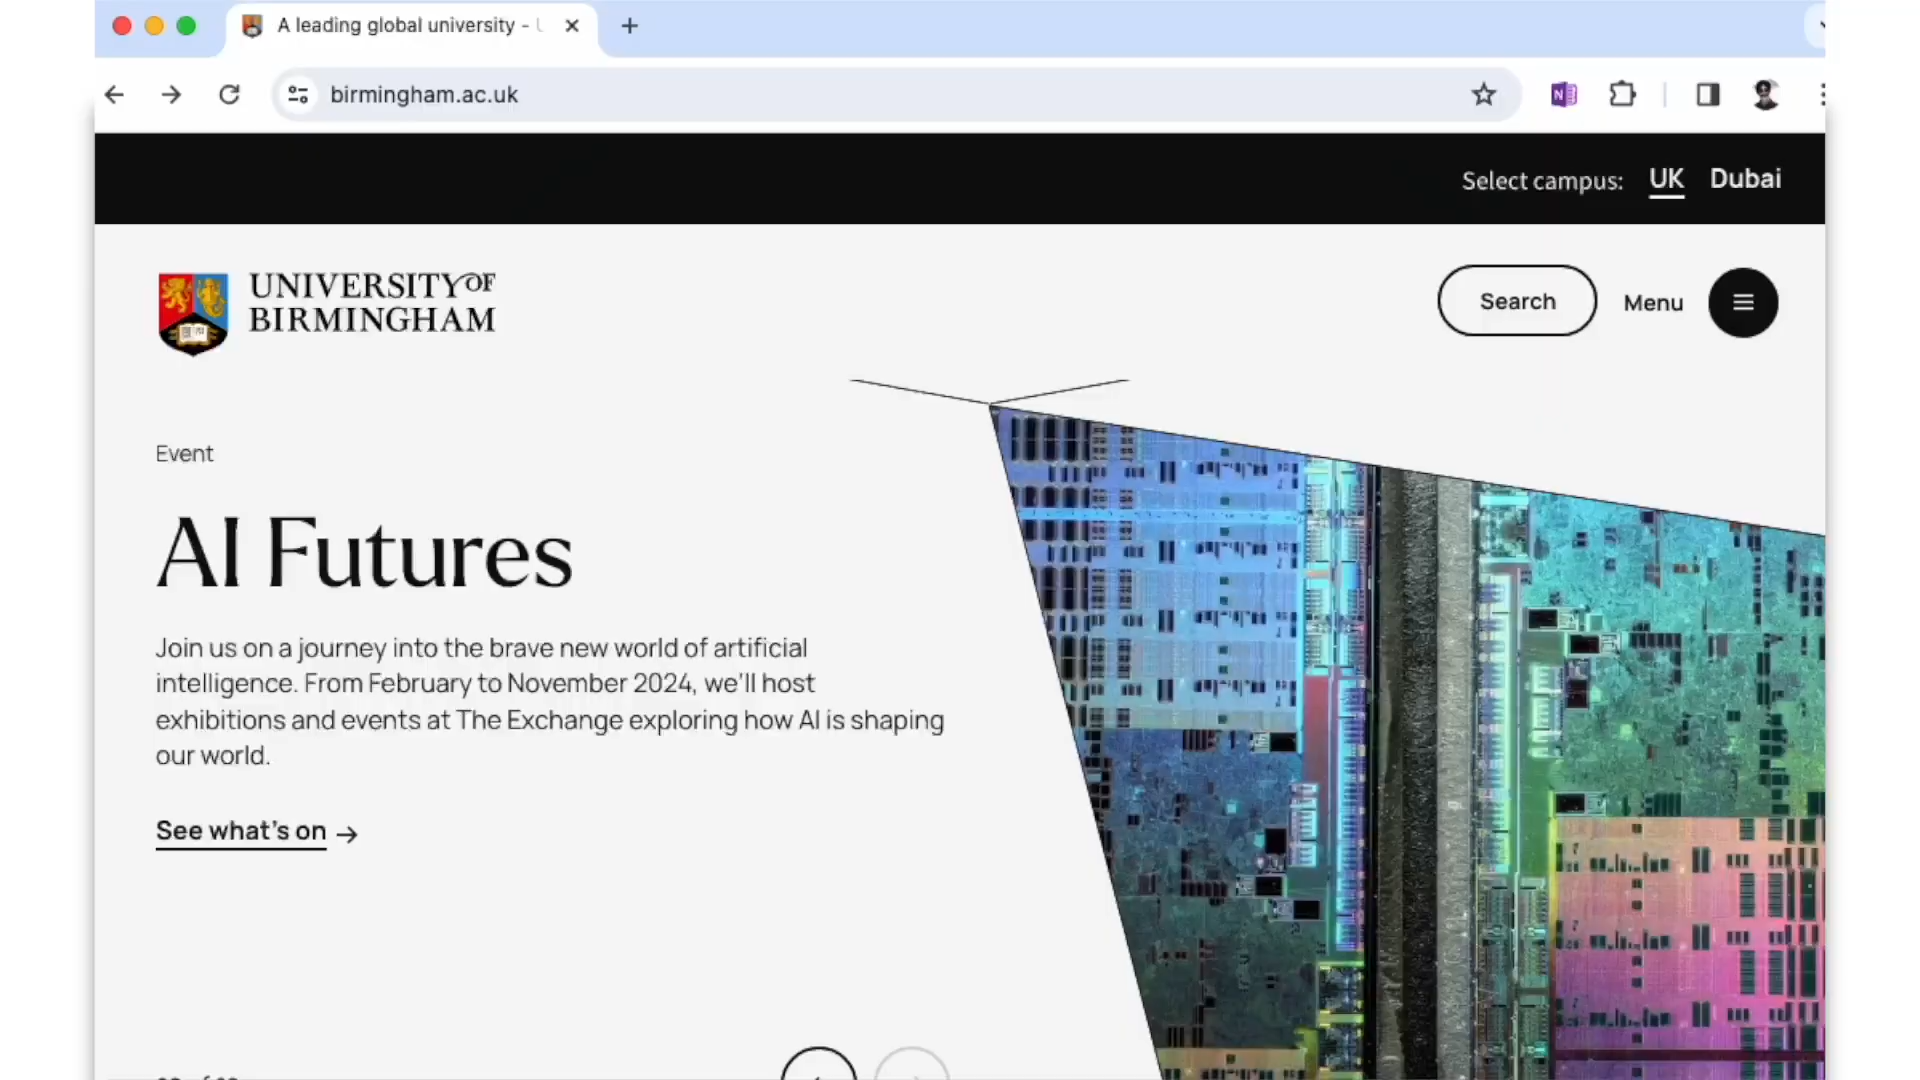 A leading global university -
birmingham.ac.uk
Select campus: UK Dubai
UNIVERSITY OF
BIRMINGHAM
Search Menu
Event
AI Futures
Join us on a journey into the brave new world of artificial
intelligence. From February to November 2024, we'll host
exhibitions and events at The Exchange exploring how AI is shaping
our world.
See what's on →